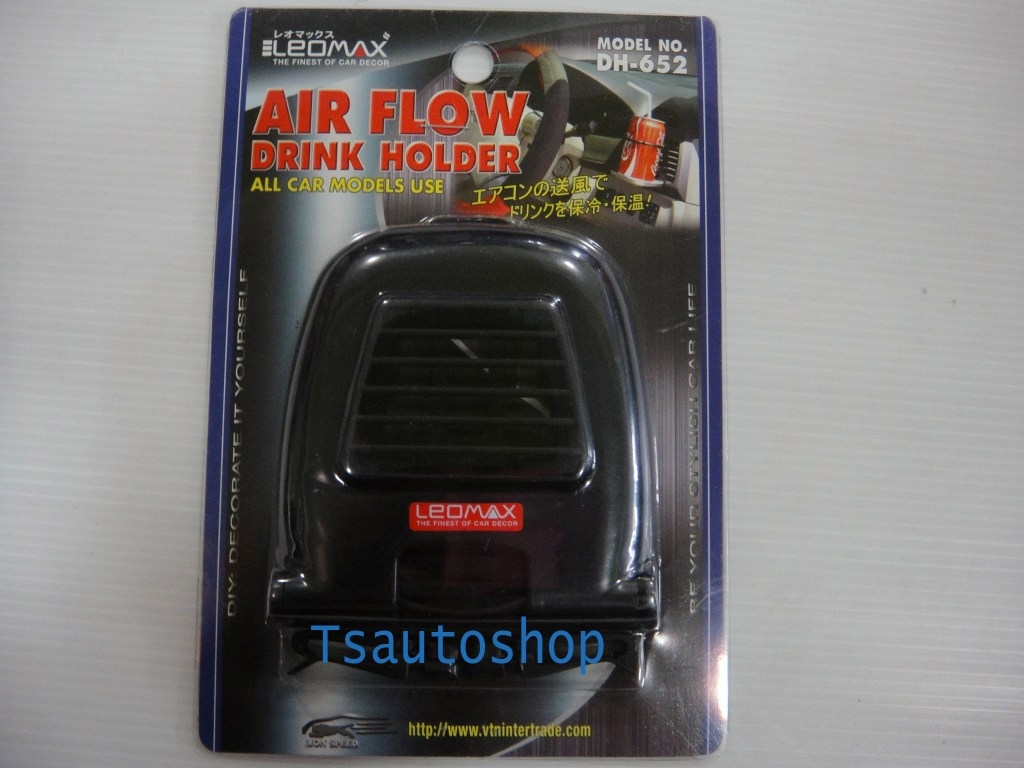 レオマックス
LEOMAX
THE FINEST OF CAR DECOR
MODEL NO.
DH-652
AIR FLOW
DRINK HOLDER
ALL CAR MODELS USE
エアコンの送風で
ドリンクを保冷・保温!
DIY. DECORATE IT YOURSELF
BE YOUR STYLISH CAR LIFE
LEOMAX
THE FINEST OF CAR DECOR
Tsautoshop
LION SPEED
http://www.vtnintertrade.com